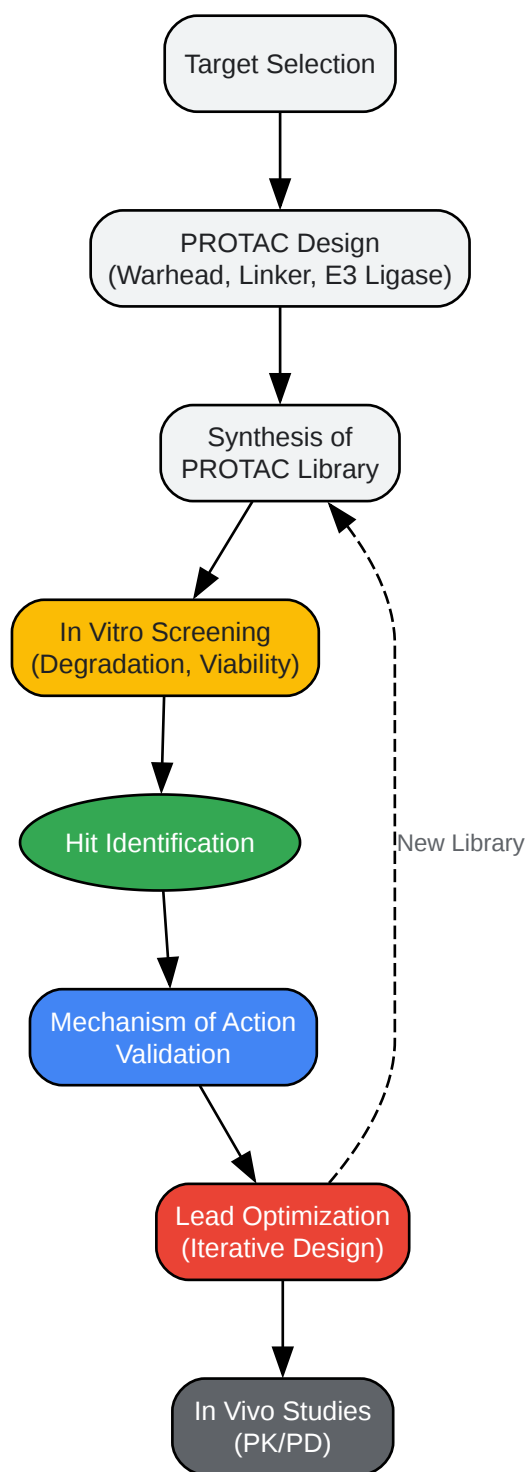 Target Selection
PROTAC Design
(Warhead, Linker, E3 Ligase)
Synthesis of
PROTAC Library
In Vitro Screening
(Degradation, Viability)
Hit Identification
New Library
Mechanism of Action
Validation
Lead Optimization
(Iterative Design)
In Vivo Studies
(PK/PD)